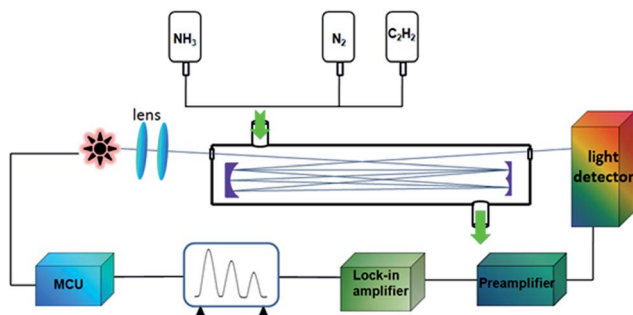 NH₃
N₂
C₂H₂
lens
light
detector
MCU
Lock-in
amplifier
Preamplifier